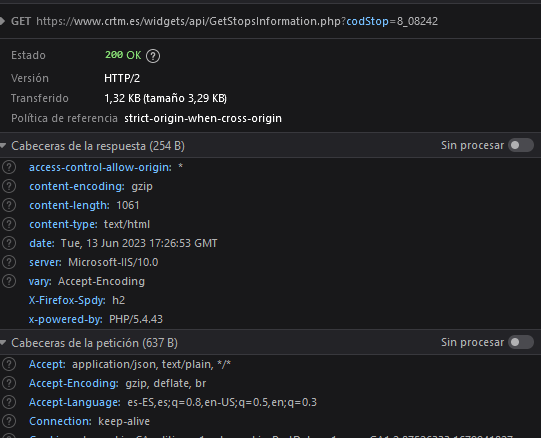 GET https://www.crtm.es/widgets/api/GetStopsInformation.php?codStop=8_08242
Estado 200 OK ?
Versión HTTP/2
Transferido 1,32 KB (tamaño 3,29 KB)
Política de referencia strict-origin-when-cross-origin
Cabeceras de la respuesta (254 B) Sin procesar
? access-control-allow-origin: *
? content-encoding: gzip
? content-length: 1061
? content-type: text/html
? date: Tue, 13 Jun 2023 17:26:53 GMT
? server: Microsoft-IIS/10.0
? vary: Accept-Encoding
X-Firefox-Spdy: h2
x-powered-by: PHP/5.4.43
Cabeceras de la petición (637 B) Sin procesar
? Accept: application/json, text/plain, */*
? Accept-Encoding: gzip, deflate, br
? Accept-Language: es-ES,es;q=0.8,en-US;q=0.5,en;q=0.3
? Connection: keep-alive